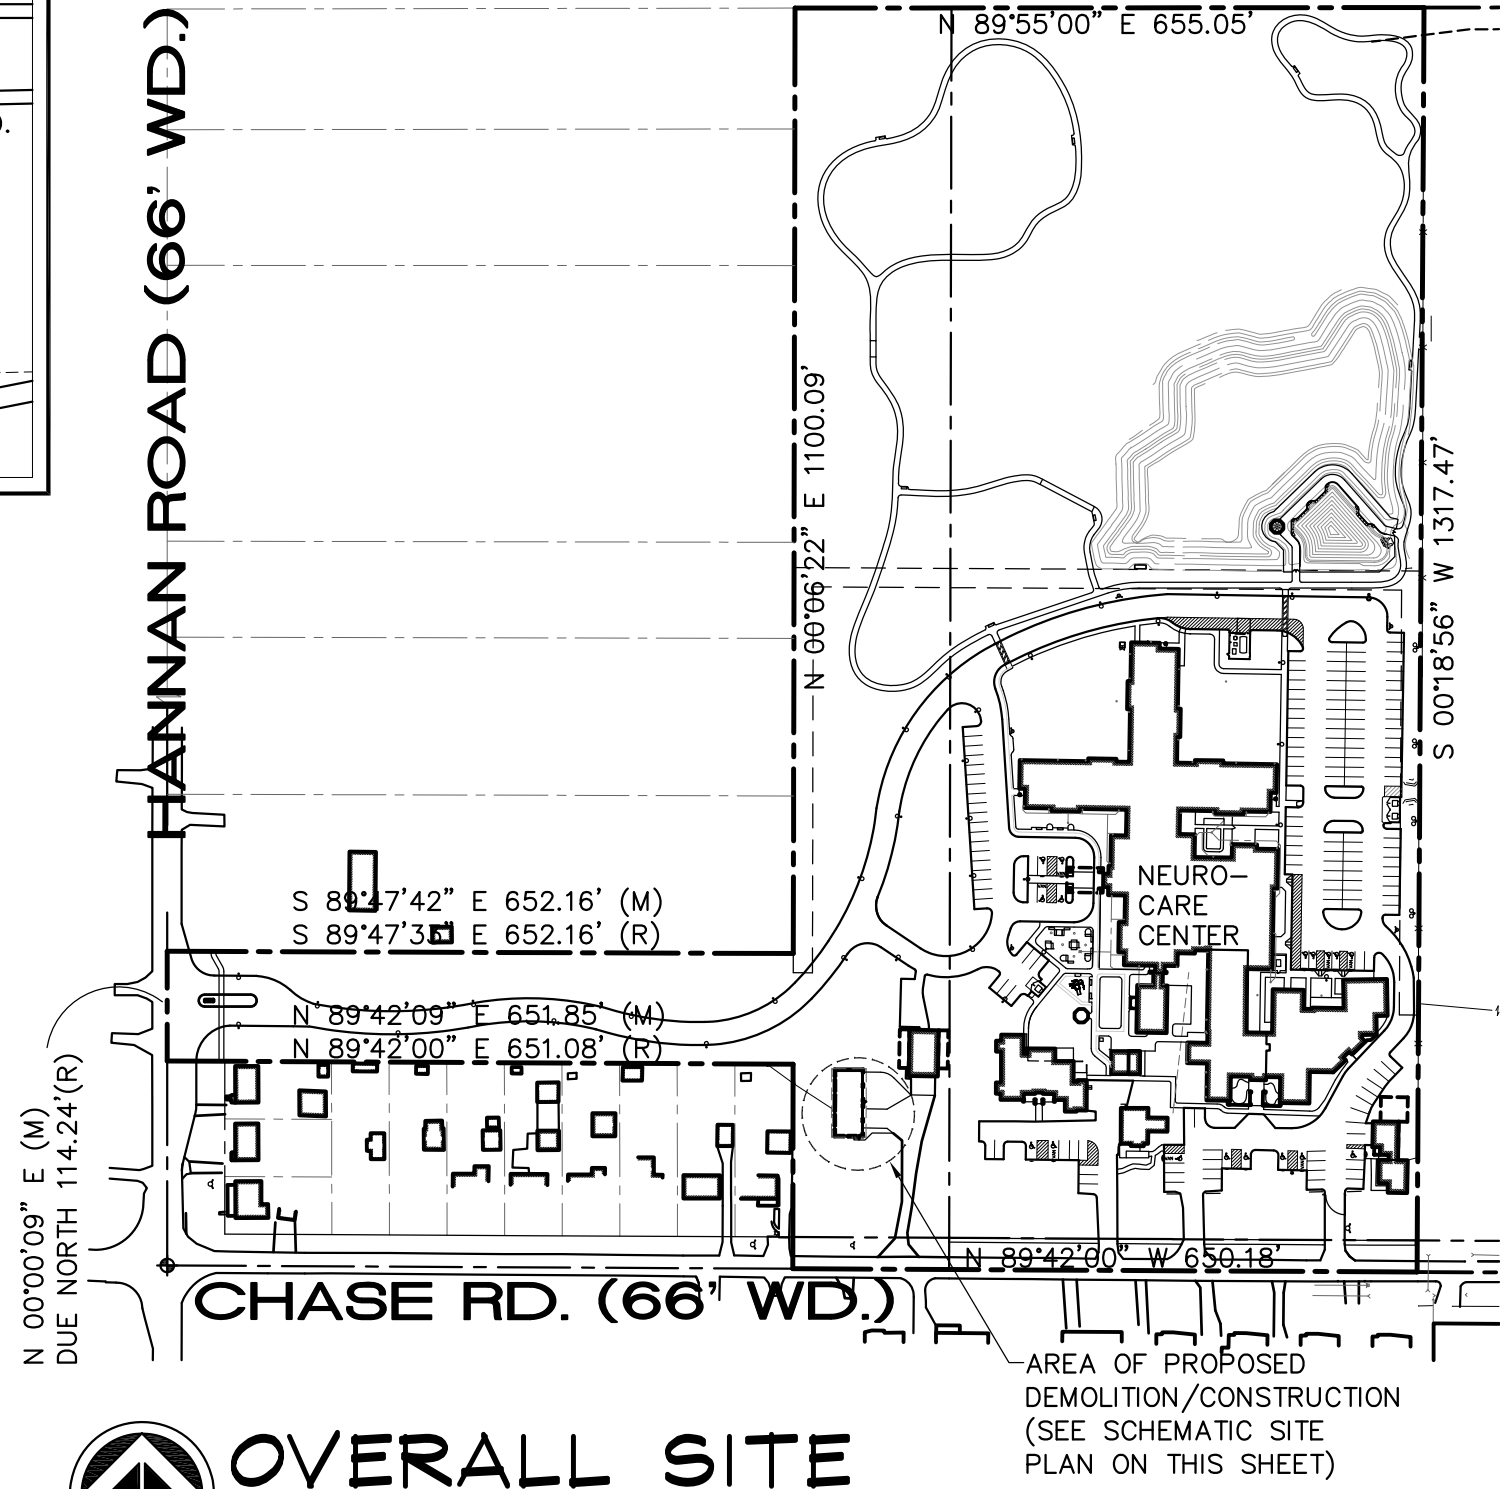 N 89°55'00" E 655.05'
HANNAN ROAD (66' WD.)
N 00°06'22" E 1100.09'
S 00°18'56" W 1317.47'
NEURO-
CARE
CENTER
S 89°47'42" E 652.16' (M)
S 89°47'35" E 652.16' (R)
N 89°42'09" E 651.85' (M)
N 89°42'00" E 651.08' (R)
N 00°00'09" E (M)
DUE NORTH 114.24'(R)
N 89°42'00" W 650.18'
CHASE RD. (66' WD.)
AREA OF PROPOSED
DEMOLITION/CONSTRUCTION
(SEE SCHEMATIC SITE
PLAN ON THIS SHEET)
OVERALL SITE